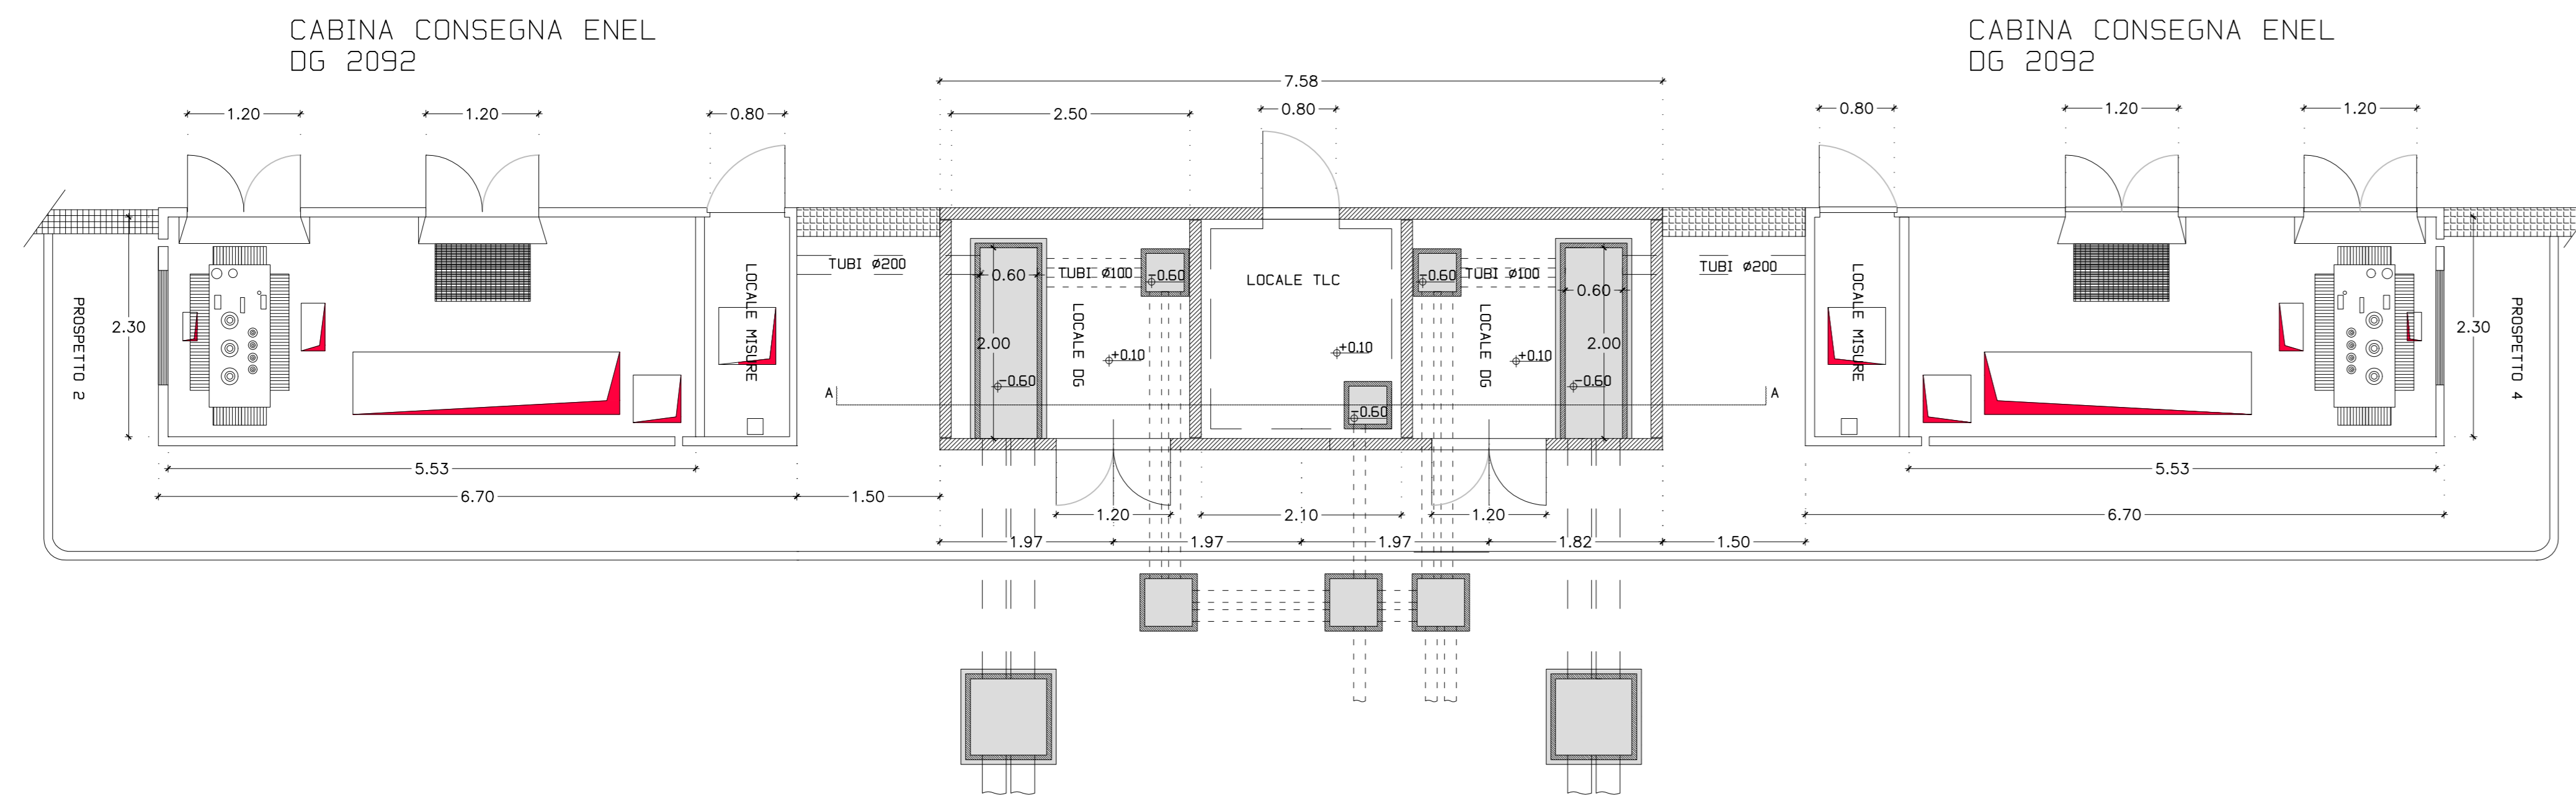 CABINA CONSEGNA ENEL
DG 2092
CABINA CONSEGNA ENEL
DG 2092
7.58
1.20
1.20
0.80
2.50
0.80
0.80
1.20
1.20
TUBI Ø200
0.60
TUBI Ø100
-0.60
LOCALE TLC
-0.60
TUBI Ø100
0.60
TUBI Ø200
PROSPETTO 2
2.30
LOCALE MISURE
2.00
LOCALE DG
+0.10
+0.10
LOCALE DG
+0.10
2.00
LOCALE MISURE
2.30
PROSPETTO 4
-0.60
-0.60
-0.60
A
A
5.53
5.53
6.70
1.50
1.20
2.10
1.20
6.70
1.97
1.97
1.97
1.82
1.50